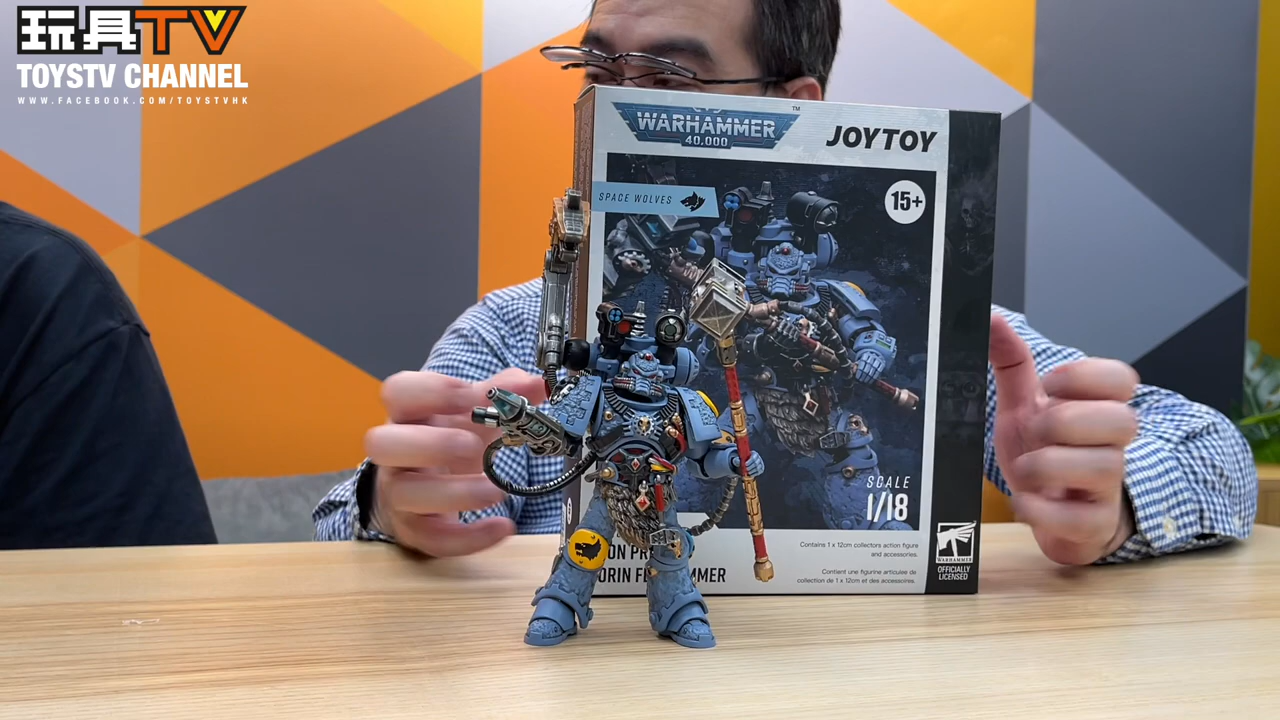 玩具TV
TOYSTV CHANNEL
WWW.FACEBOOK.COM/TOYSTVHK
WARHAMMER
40,000
TM
JOYTOY
SPACE WOLVES
15+
SCALE
1/18
Contains 1 x 12cm collectors action figure
and accessories.
Contient une figurine articulée de
collection de 1 x 12cm et des accessoires.
WARHAMMER
OFFICIALLY
LICENSED